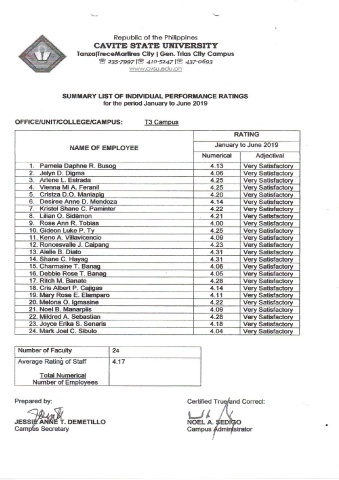 Republic of the Philippines
CAVITE STATE UNIVERSITY
Tanza|TreceMartires City | Gen. Trias City Campus
☏ 235-7997 |☏ 410-5247 |☏ 437-0693
www.cvsu.edu.ph
SUMMARY LIST OF INDIVIDUAL PERFORMANCE RATINGS
for the period January to June 2019
OFFICE/UNIT/COLLEGE/CAMPUS: T3 Campus
NAME OF EMPLOYEE RATING
January to June 2019
Numerical Adjectival
1. Pamela Daphne R. Busog 4.13 Very Satisfactory
2. Jelyn D. Digma 4.06 Very Satisfactory
3. Arlene L. Estrada 4.25 Very Satisfactory
4. Vienna Mi A. Feranil 4.25 Very Satisfactory
5. Cristza D.O. Manlapig 4.20 Very Satisfactory
6. Desiree Anne D. Mendoza 4.14 Very Satisfactory
7. Kristel Shane C. Paminter 4.22 Very Satisfactory
8. Lilian O. Sidamon 4.21 Very Satisfactory
9. Rose Ann R. Tobias 4.00 Very Satisfactory
10. Gideon Luke P. Ty 4.25 Very Satisfactory
11. Keno A. Villavicencio 4.09 Very Satisfactory
12. Roncesvalle J. Calpang 4.23 Very Satisfactory
13. Alelie B. Diato 4.31 Very Satisfactory
14. Shane C. Hayag 4.31 Very Satisfactory
15. Charmaine T. Banag 4.06 Very Satisfactory
16. Debbie Rose T. Banag 4.05 Very Satisfactory
17. Ritch M. Banate 4.28 Very Satisfactory
18. Cris Albert P. Cajigas 4.14 Very Satisfactory
19. Mary Rose E. Elemparo 4.11 Very Satisfactory
20. Melona O. Igmasine 4.22 Very Satisfactory
21. Noel B. Manarpiis 4.09 Very Satisfactory
22. Mildred A. Sebastian 4.28 Very Satisfactory
23. Joyce Erika S. Senaris 4.18 Very Satisfactory
24. Mark Joel C. Sibulo 4.04 Very Satisfactory
Number of Faculty 24
Average Rating of Staff 4.17
Total Numerical
Number of Employees
Prepared by: Certified True and Correct:
JESSIE ANNE T. DEMETILLO NOEL A. SEDIGO
Campus Secretary Campus Administrator